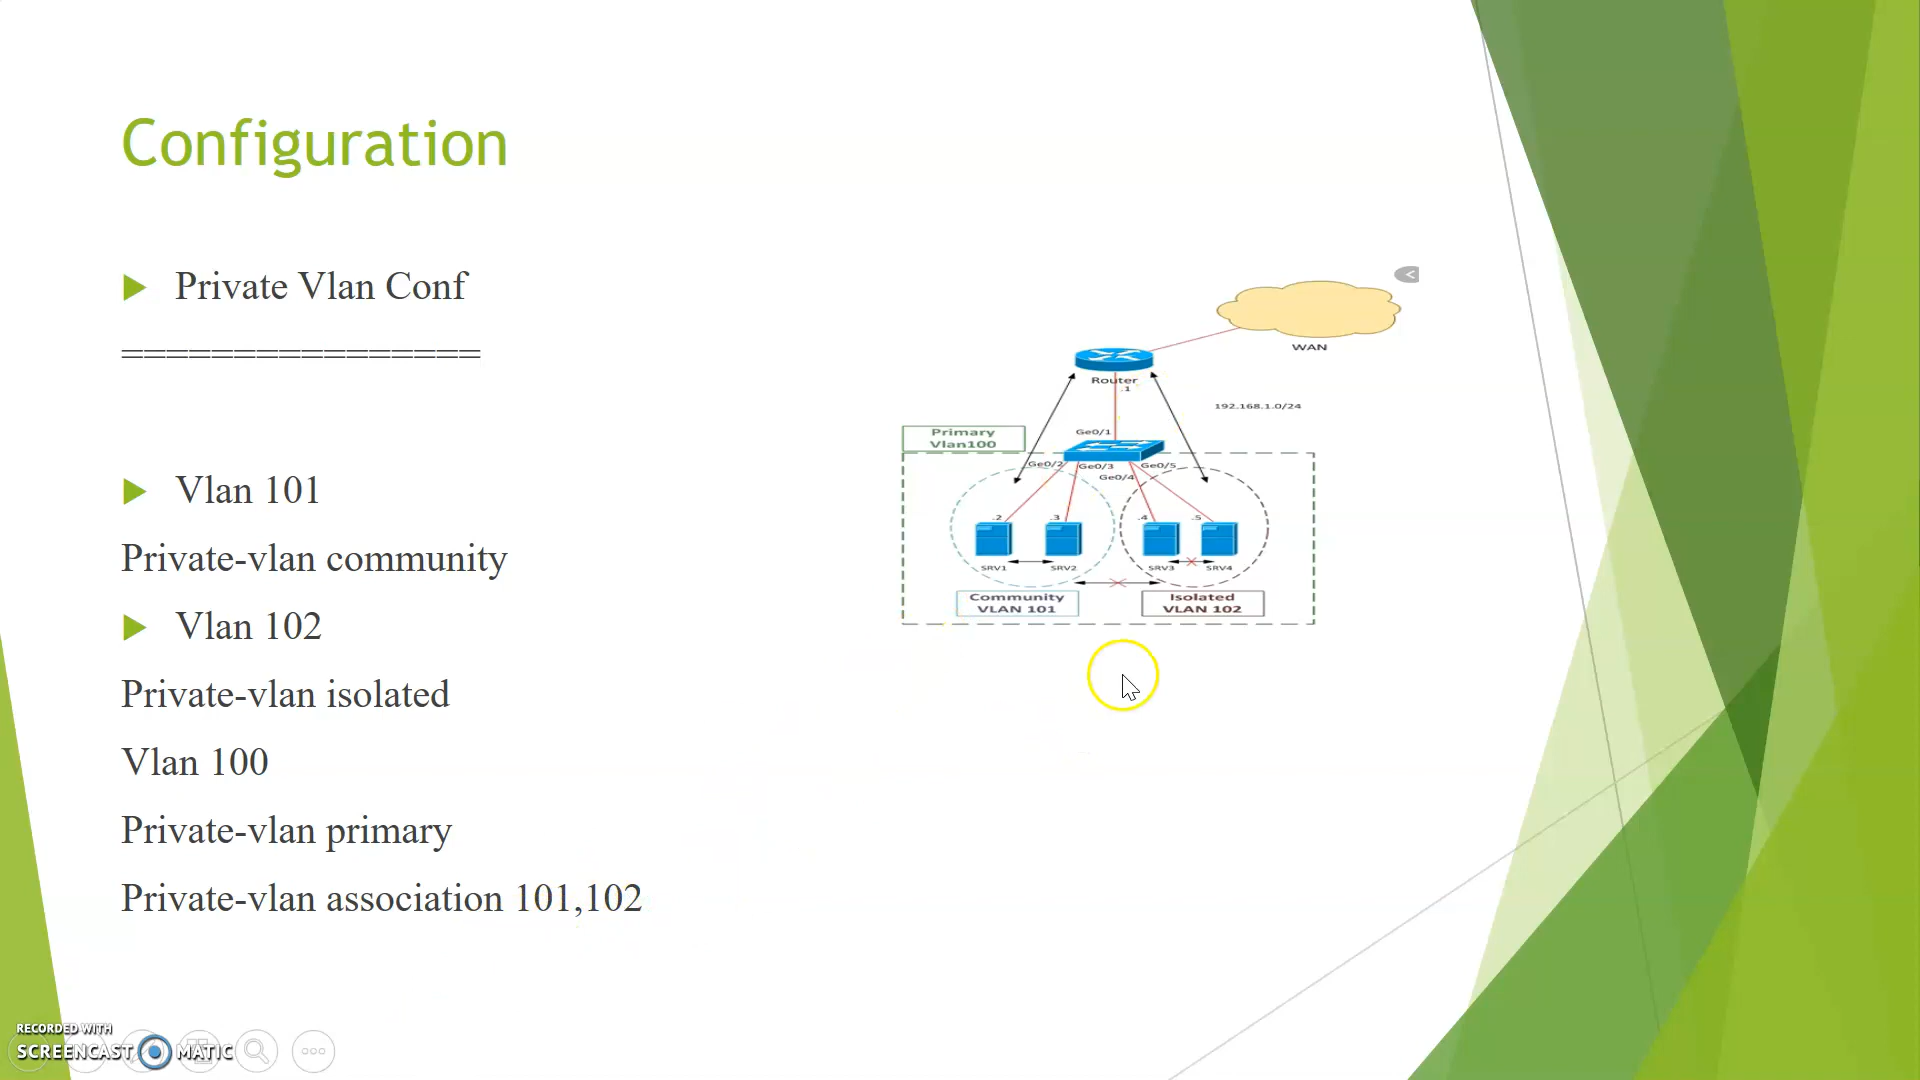 Configuration
Private Vlan Conf
================
Vlan 101
Private-vlan community
Vlan 102
Private-vlan isolated
Vlan 100
Private-vlan primary
Private-vlan association 101,102
<
WAN
Router
.1
192.168.1.0/24
Primary
Vlan100
Ge0/1
Ge0/2
Ge0/3
Ge0/4
Ge0/5
.2
.3
.4
.5
SRV1
SRV2
SRV3
SRV4
Community
VLAN 101
Isolated
VLAN 102
RECORDED WITH
SCREENCAST MATIC